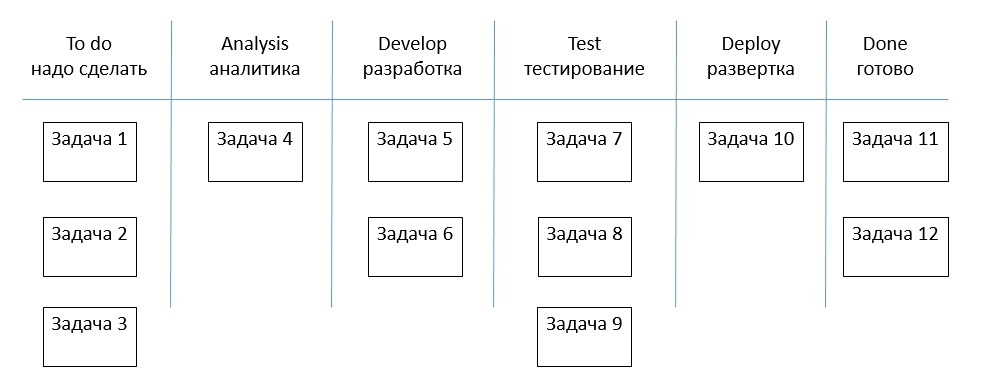 To do
надо сделать
Analysis
аналитика
Develop
разработка
Test
тестирование
Deploy
развертка
Done
готово
Задача 1
Задача 4
Задача 5
Задача 7
Задача 10
Задача 11
Задача 2
Задача 6
Задача 8
Задача 12
Задача 3
Задача 9